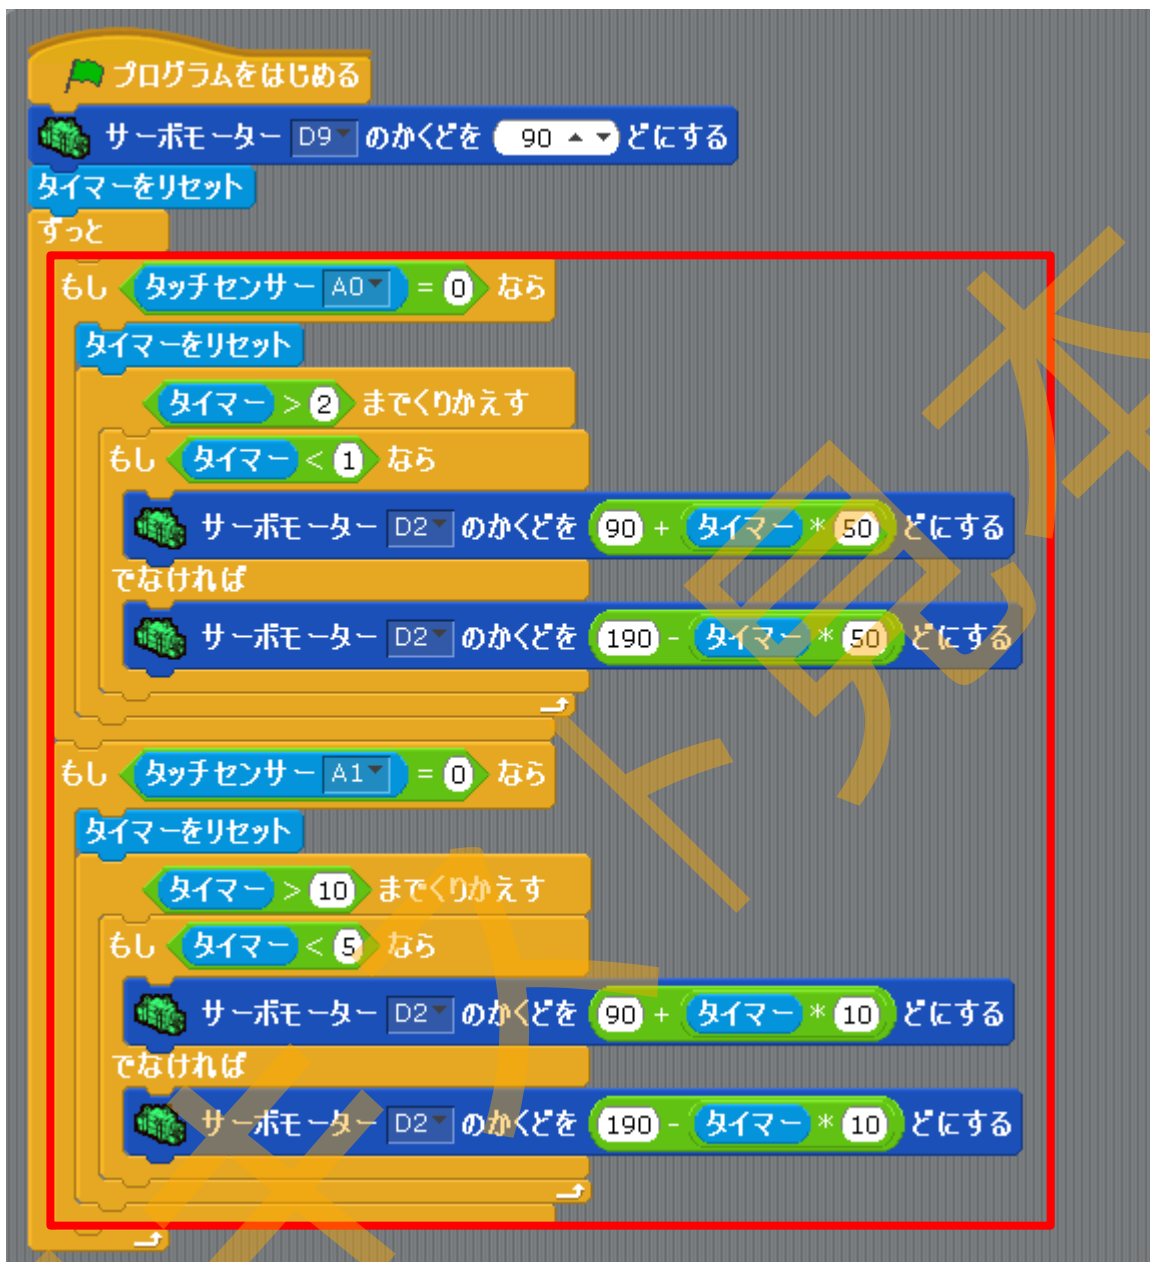 プログラムをはじめる
サーボモーター D9 のかくどを 90 どにする
タイマーをリセット
ずっと
もし タッチセンサー A0 = 0 なら
タイマーをリセット
タイマー > 2 までくりかえす
もし タイマー < 1 なら
サーボモーター D2 のかくどを 90 + タイマー * 50 どにする
でなければ
サーボモーター D2 のかくどを 190 - タイマー * 50 どにする
もし タッチセンサー A1 = 0 なら
タイマーをリセット
タイマー > 10 までくりかえす
もし タイマー < 5 なら
サーボモーター D2 のかくどを 90 + タイマー * 10 どにする
でなければ
サーボモーター D2 のかくどを 190 - タイマー * 10 どにする